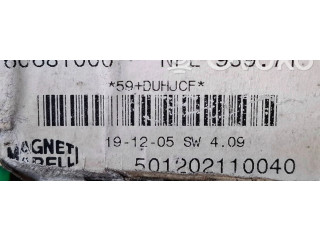 *59+DUHJCF*
19-12-05 SW 4.09
MAGNETI
MARELLI
501202110040